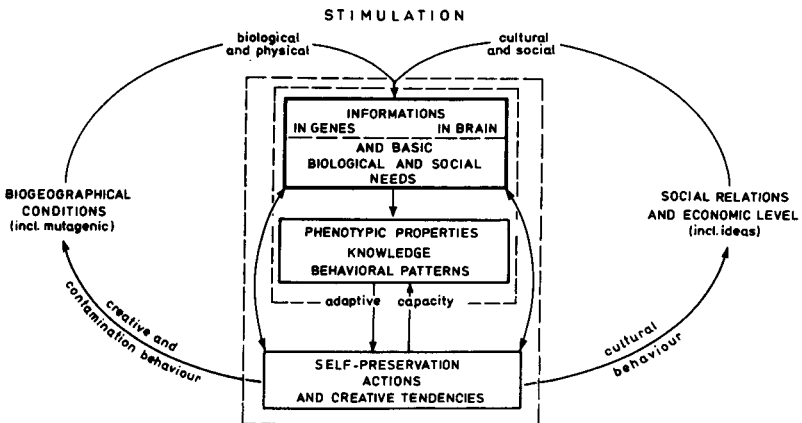 STIMULATION
biological
and physical
cultural
and social
INFORMATIONS
IN GENES IN BRAIN
AND BASIC
BIOLOGICAL AND SOCIAL
NEEDS
BIOGEOGRAPHICAL
CONDITIONS
(incl. mutagenic)
SOCIAL RELATIONS
AND ECONOMIC LEVEL
(incl. ideas)
PHENOTYPIC PROPERTIES
KNOWLEDGE
BEHAVIORAL PATTERNS
adaptive capacity
creative and
contamination behaviour
cultural
behaviour
SELF-PRESERVATION
ACTIONS
AND CREATIVE TENDENCIES